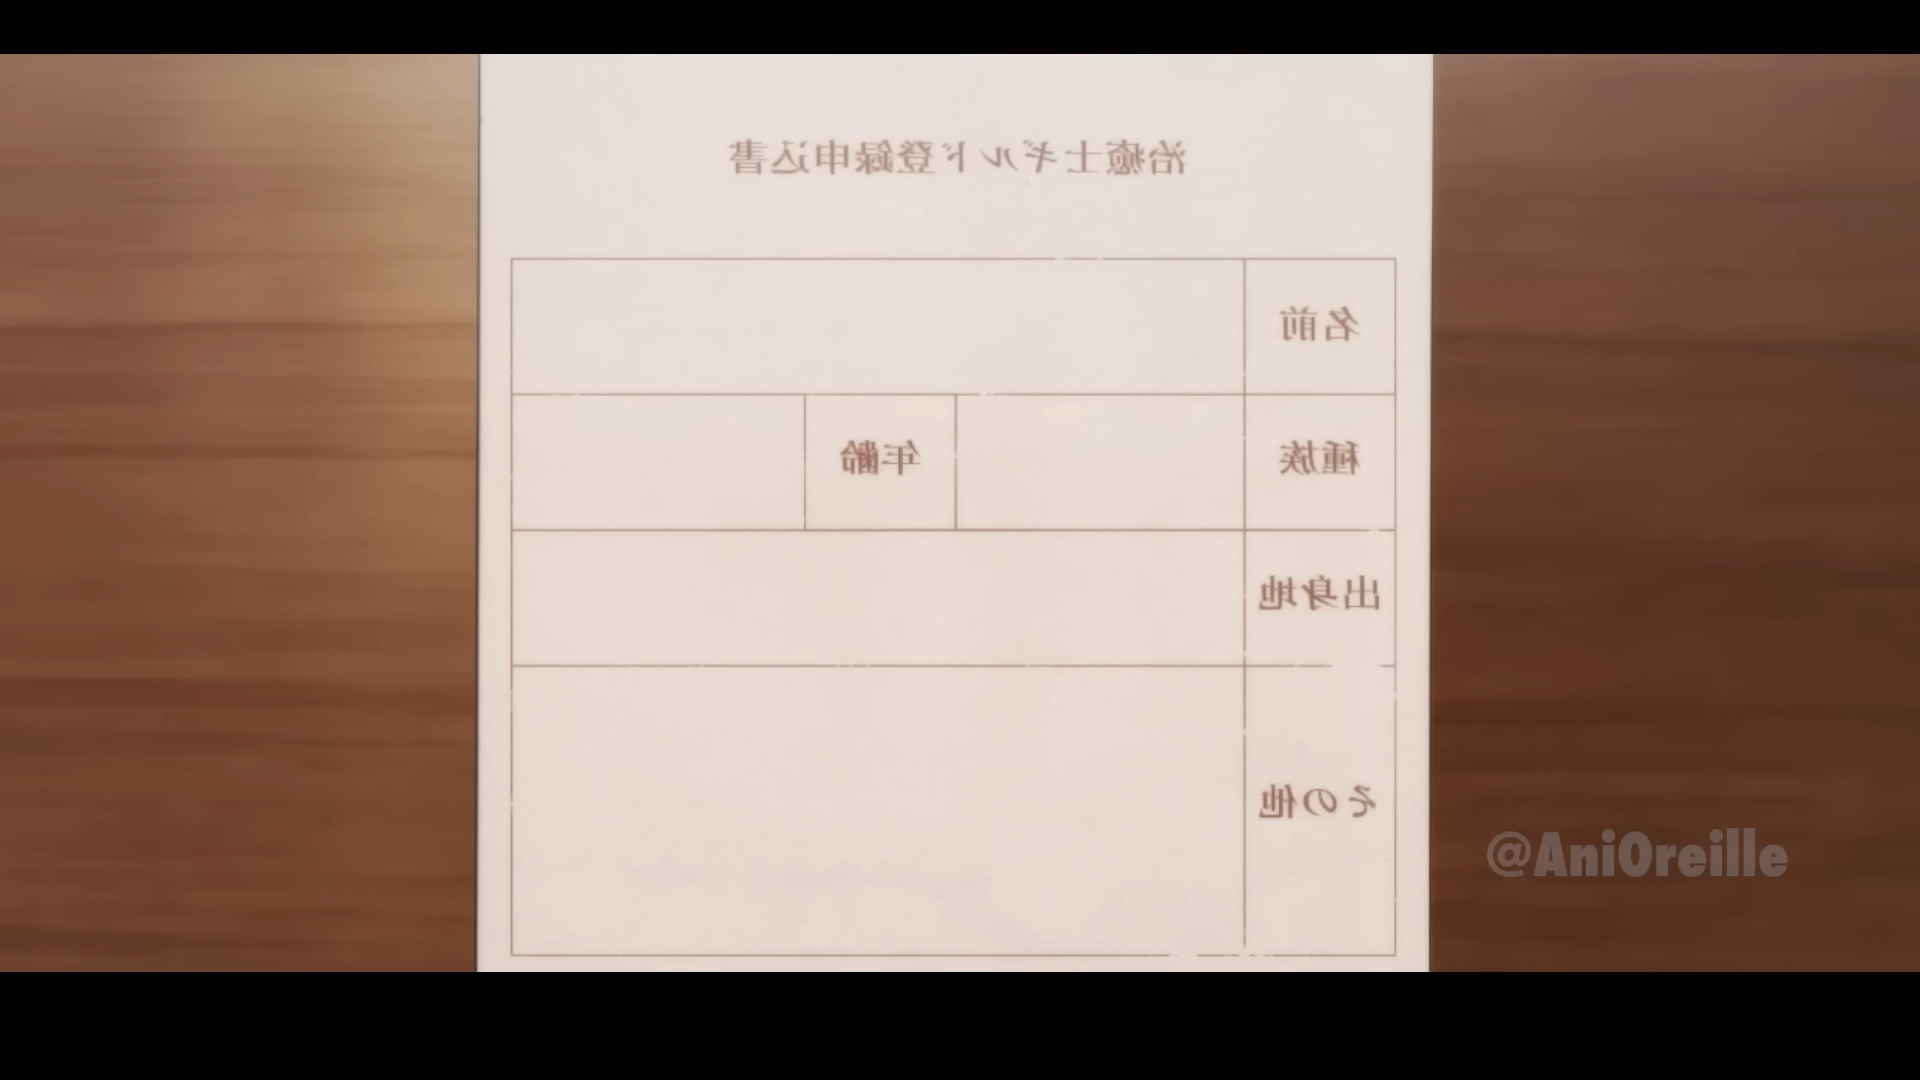 治癒士ギルド登録申込書
名前
種族
年齢
出身地
その他
@AniOreille